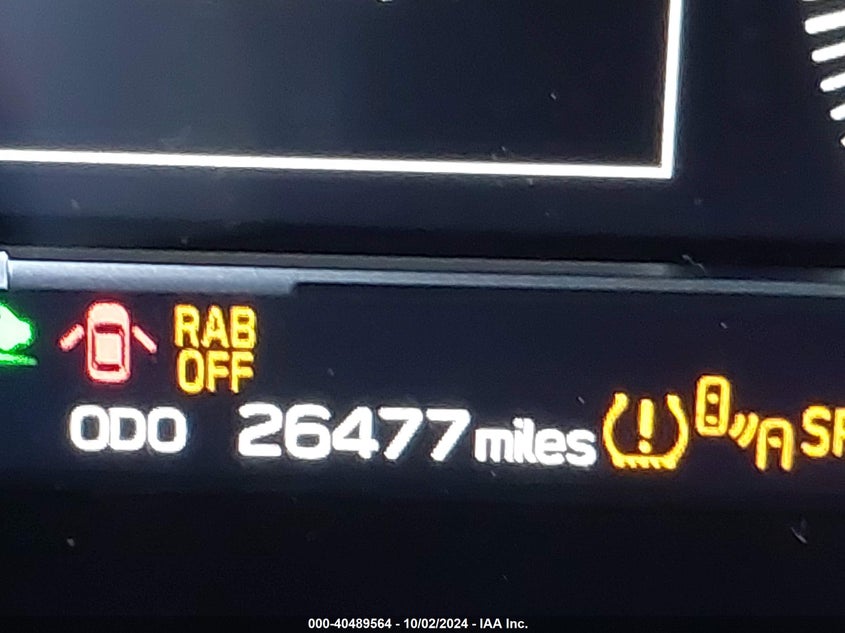 RAB
OFF
ODO 26477 miles
000-40489564 - 10/02/2024 - IAA Inc.